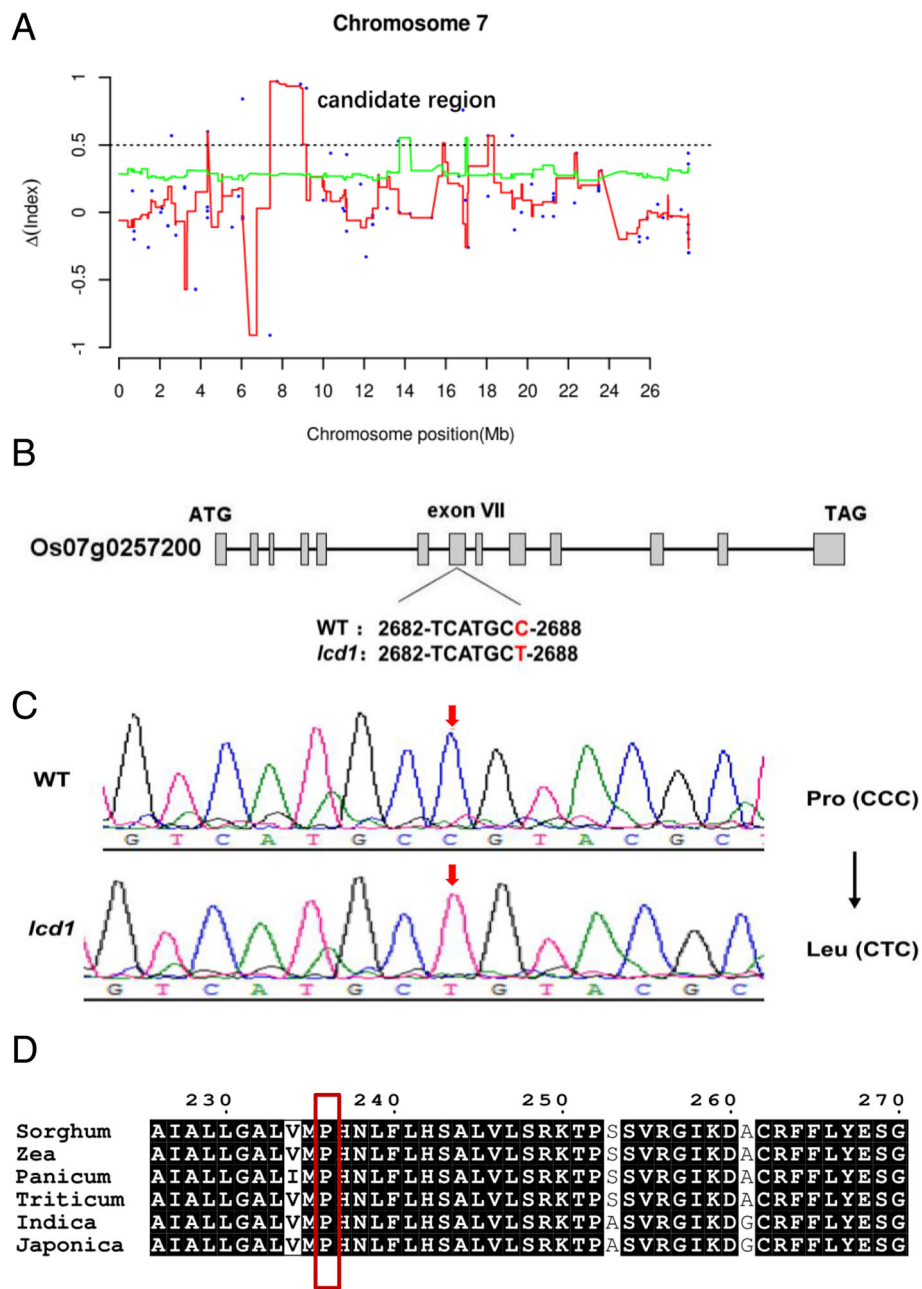 A
Chromosome 7
candidate region
1
0.5
0
-0.5
-1
Δ(Index)
0 2 4 6 8 10 12 14 16 18 20 22 24 26
Chromosome position(Mb)
B
ATG exon VII TAG
Os07g0257200
WT : 2682-TCATGCC-2688
lcd1: 2682-TCATGCT-2688
C
WT
G T C A T G C C G T A C G C T
Pro (CCC)
lcd1
G T C A T G C T G T A C G C
Leu (CTC)
D
230 240 250 260 270
Sorghum AIALLGALVMPHNLFLHSALVLSRKTPSSVRGIKDACRFFLYESG
Zea AIALLGALVMPHNLFLHSALVLSRKTPSSVRGIKDACRFFLYESG
Panicum AIALLGALIMPHNLFLHSALVLSRKTPSSVRGIKDACRFFLYESG
Triticum AIALLGALVMPHNLFLHSALVLSRKTPSSVRGIKDACRFFLYESG
Indica AIALLGALVMPHNLFLHSALVLSRKTPASVRGIKDGCRFFLYESG
Japonica AIALLGALVMPHNLFLHSALVLSRKTPASVRGIKDGCRFFLYESG